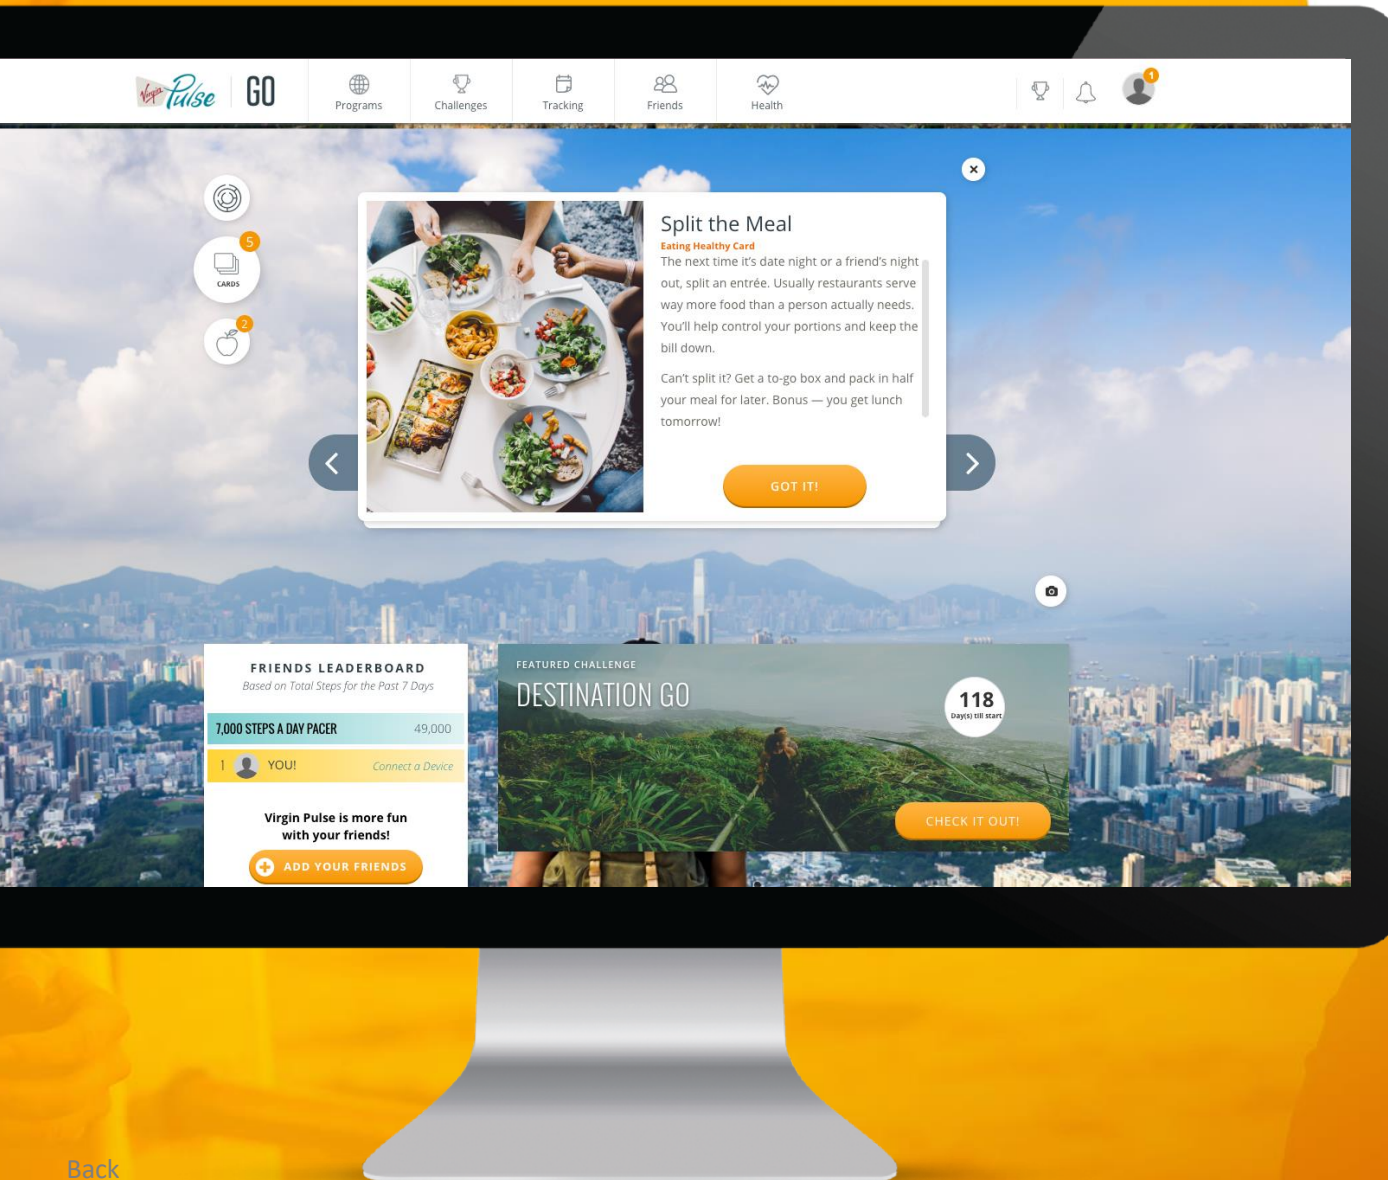 Virgin Pulse GO
Programs
Challenges
Tracking
Friends
Health
1
5
CARDS
2
Split the Meal
Eating Healthy Card
The next time it’s date night or a friend’s night
out, split an entrée. Usually restaurants serve
way more food than a person actually needs.
You’ll help control your portions and keep the
bill down.
Can’t split it? Get a to-go box and pack in half
your meal for later. Bonus — you get lunch
tomorrow!
GOT IT!
FRIENDS LEADERBOARD
Based on Total Steps for the Past 7 Days
7,000 STEPS A DAY PACER 49,000
1 YOU! Connect a Device
Virgin Pulse is more fun
with your friends!
ADD YOUR FRIENDS
FEATURED CHALLENGE
DESTINATION GO
118
Day(s) till start
CHECK IT OUT!
Back